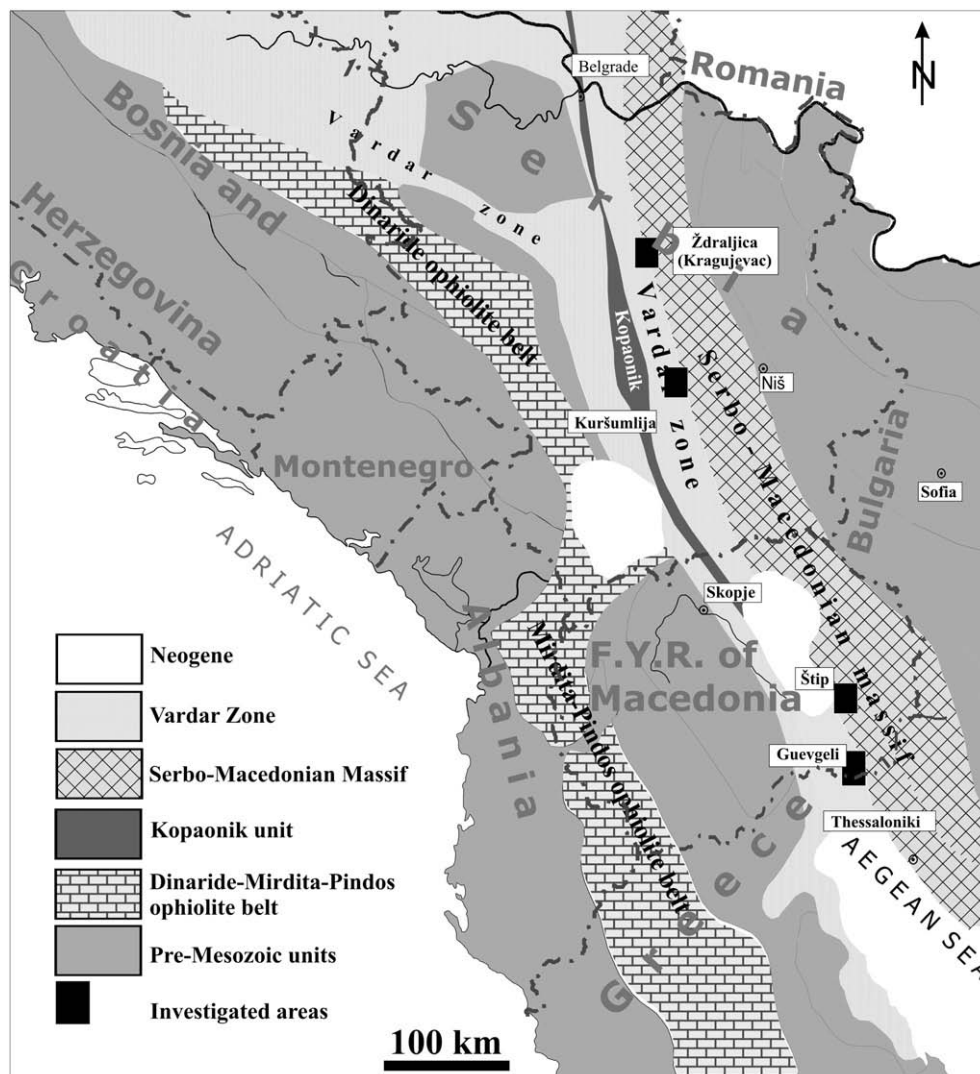 N
Romania
Belgrade
Serbia
Bosnia and
Herzegovina
Croatia
Vardar zone
Dinaride ophiolite belt
Ždraljica
(Kragujevac)
Vardar zone
Kopaonik
Serbo-Macedonian massif
Niš
Kuršumlija
Montenegro
Bulgaria
Sofia
ADRIATIC SEA
Skopje
Albania
Mirdita-Pindos ophiolite belt
F.Y.R. of
Macedonia
Štip
Guevgeli
Greece
Thessaloniki
AEGEAN SEA
Neogene
Vardar Zone
Serbo-Macedonian Massif
Kopaonik unit
Dinaride-Mirdita-Pindos
ophiolite belt
Pre-Mesozoic units
Investigated areas
100 km